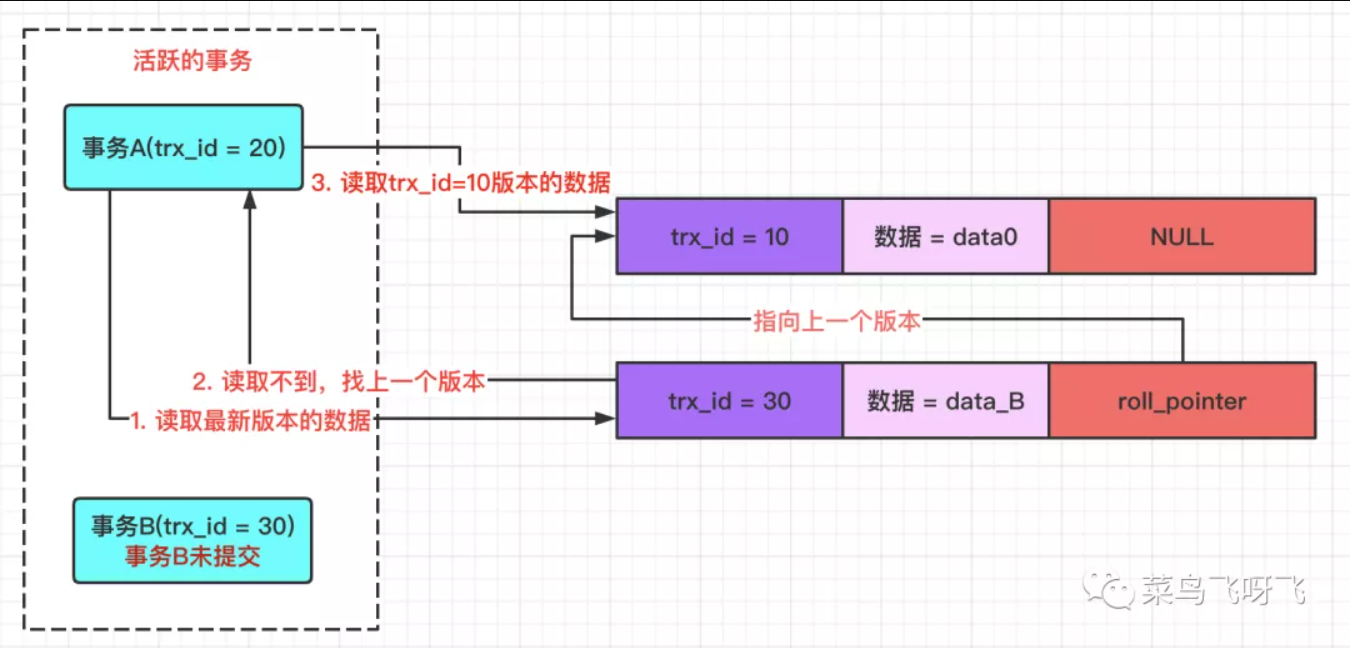 活跃的事务
事务A(trx_id = 20)
3. 读取trx_id=10版本的数据
trx_id = 10
数据 = data0
NULL
指向上一个版本
2. 读取不到，找上一个版本
1. 读取最新版本的数据
trx_id = 30
数据 = data_B
roll_pointer
事务B(trx_id = 30)
事务B未提交
菜鸟飞呀飞